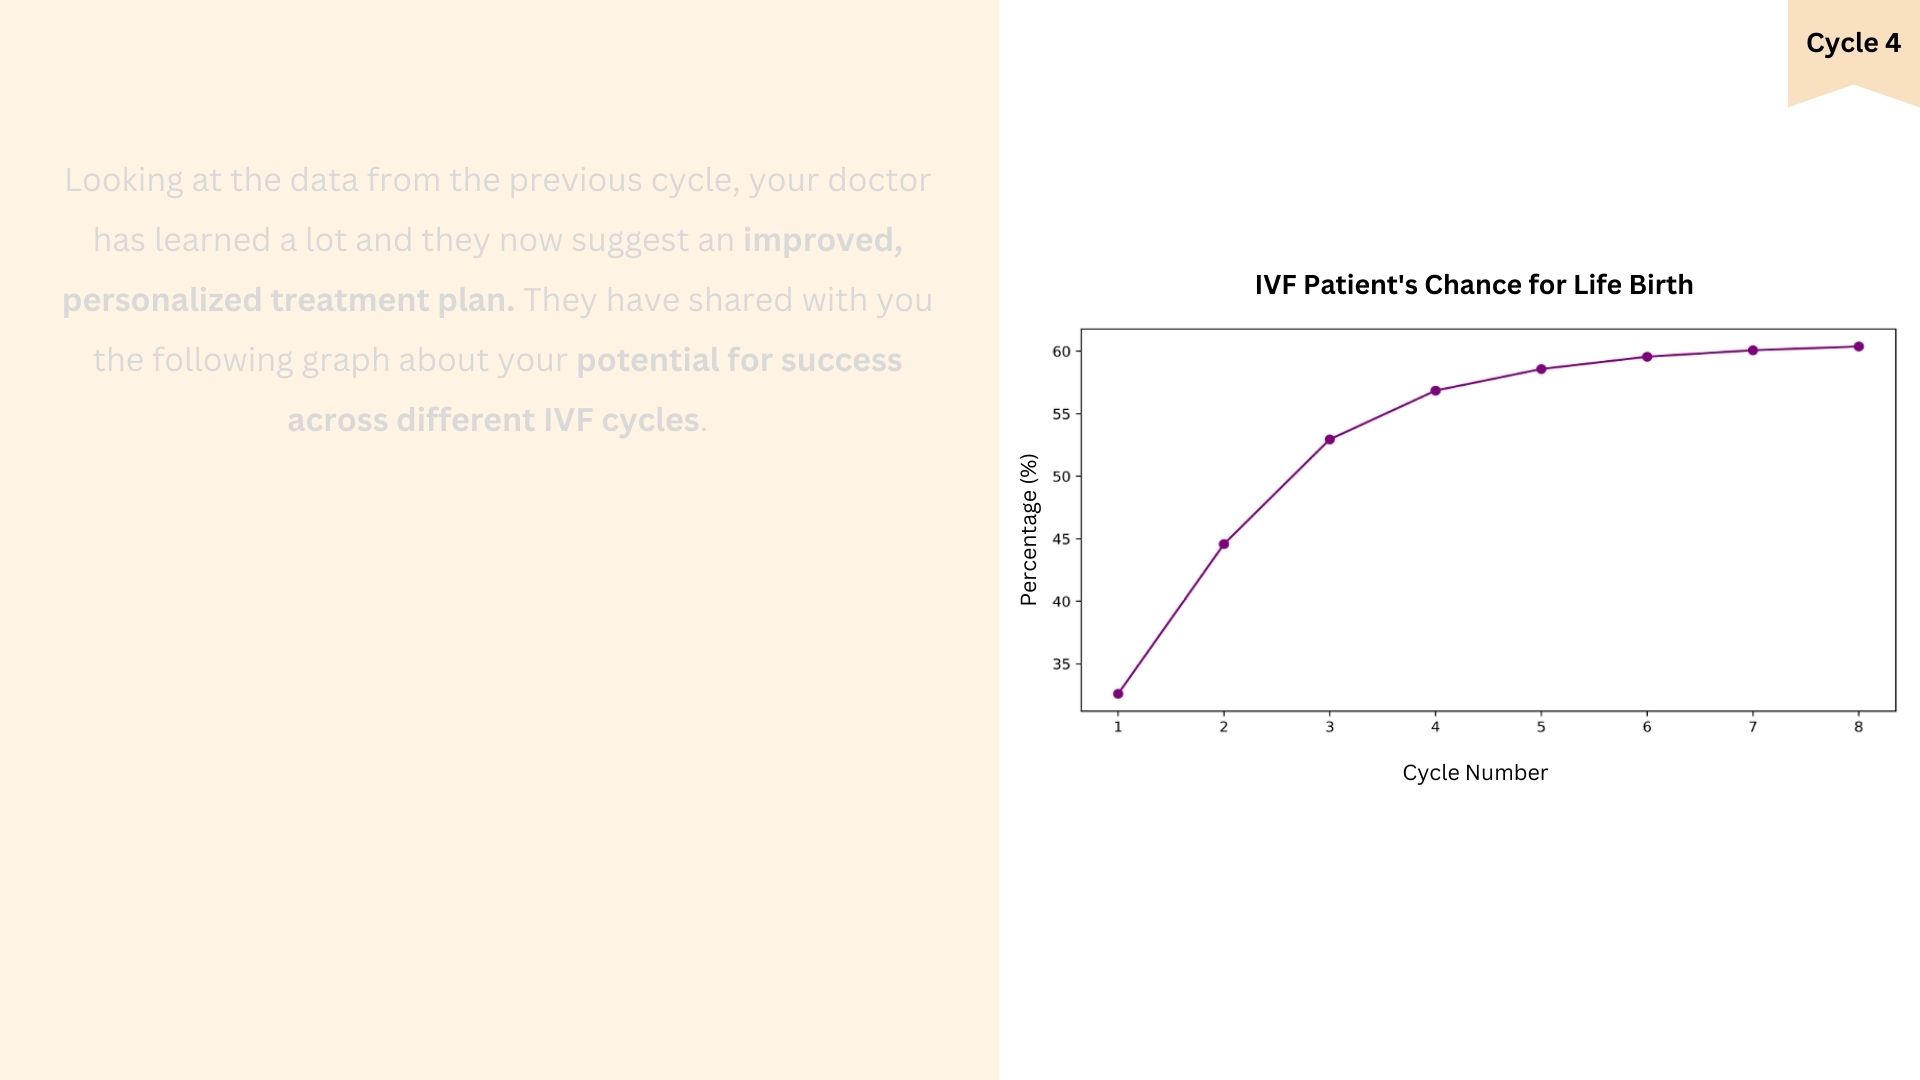 Cycle 4
Looking at the data from the previous cycle, your doctor
has learned a lot and they now suggest an improved,
personalized treatment plan. They have shared with you
the following graph about your potential for success
across different IVF cycles.
IVF Patient's Chance for Life Birth
Percentage (%)
60
55
50
45
40
35
1 2 3 4 5 6 7 8
Cycle Number